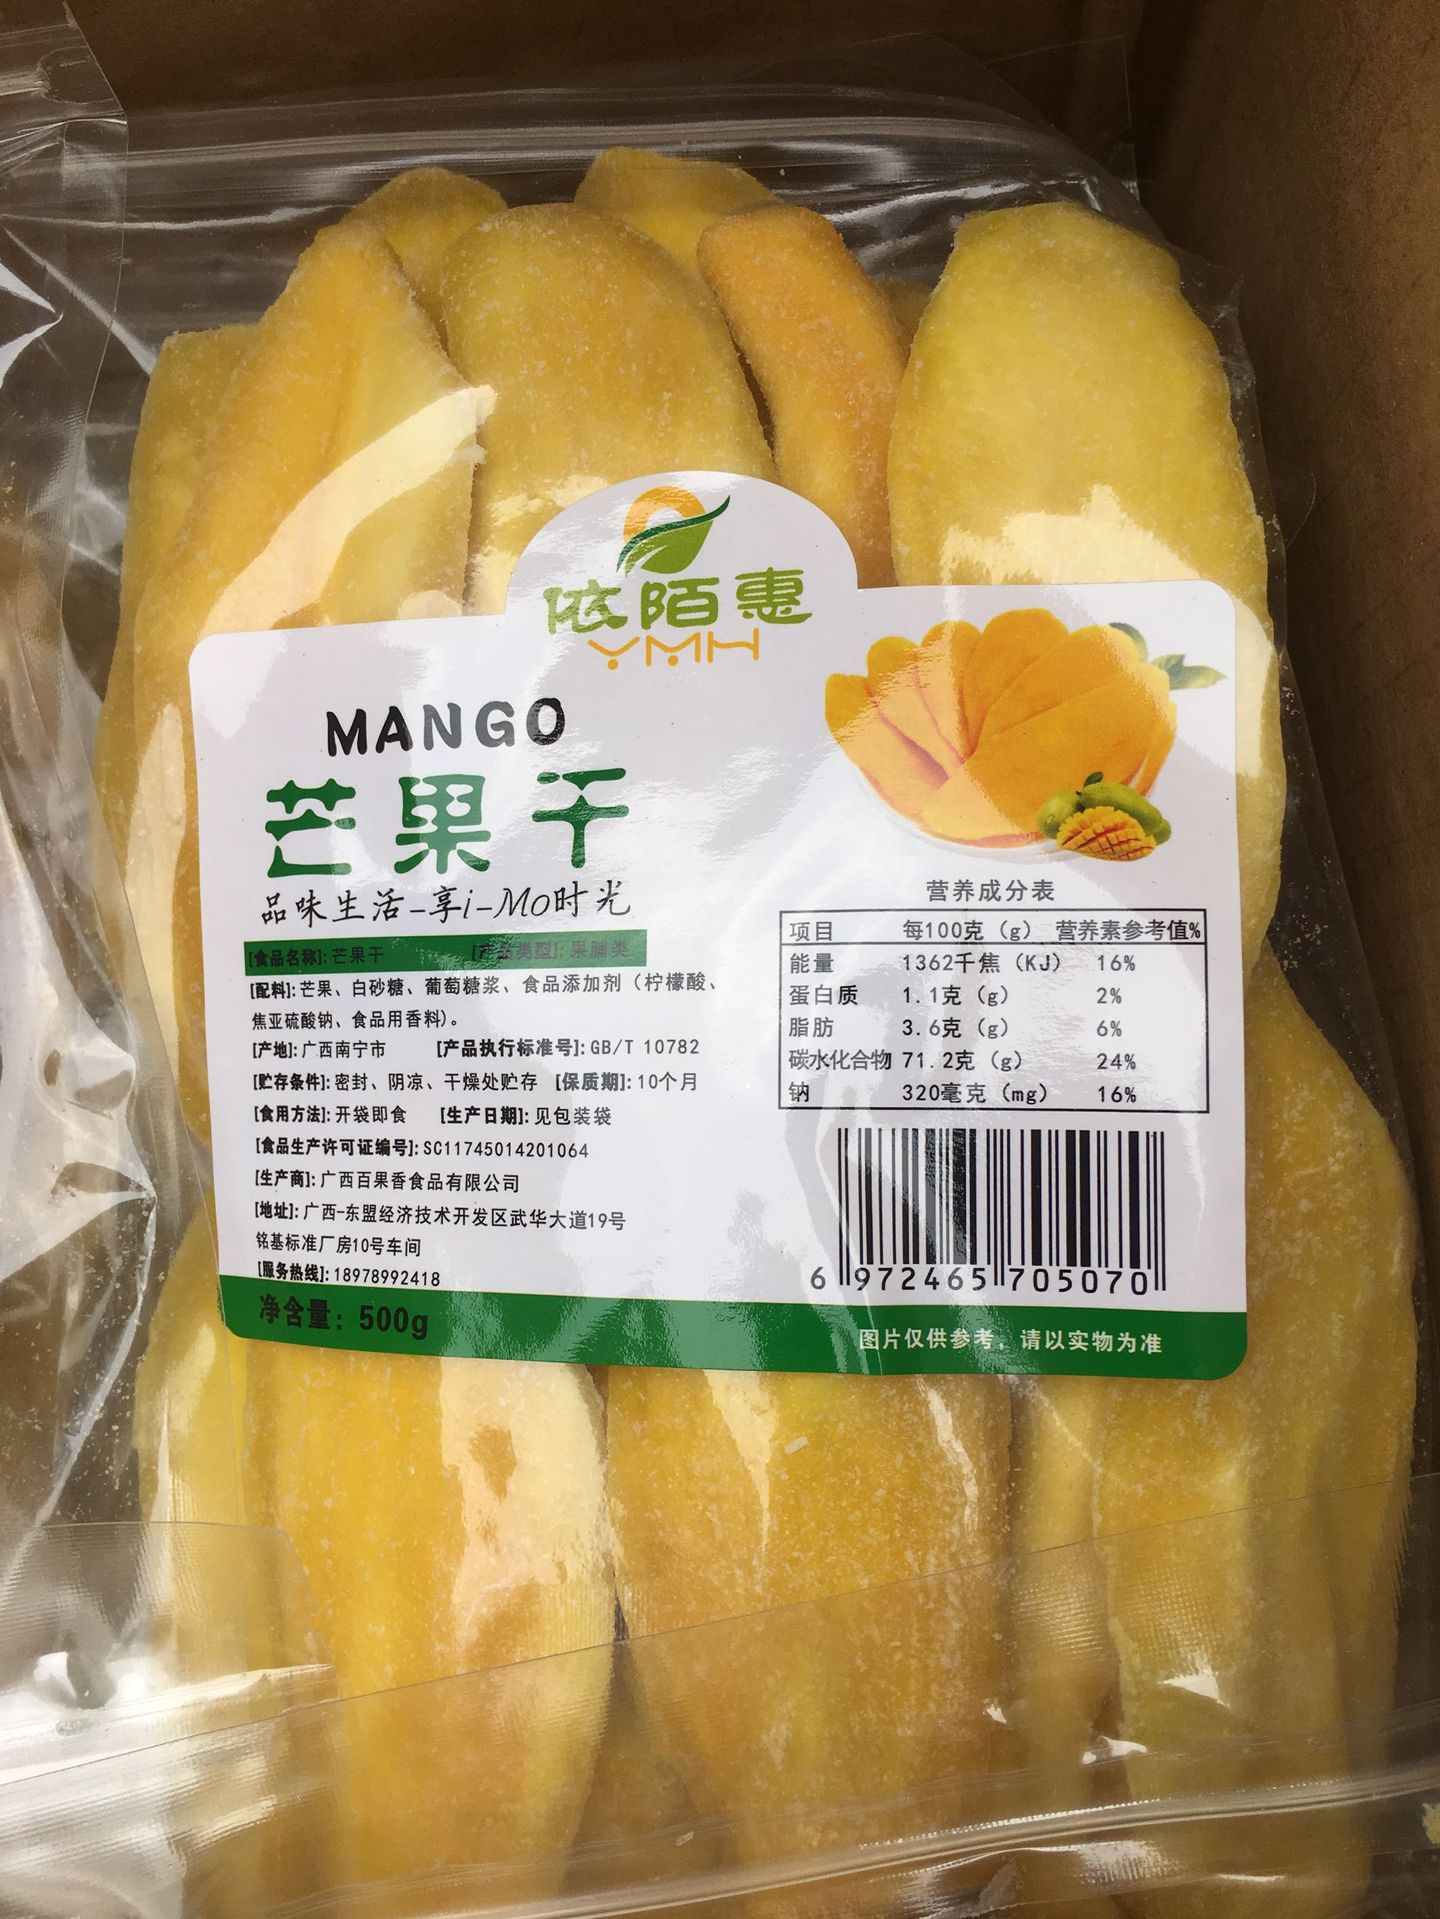 依陌惠
YMH
MANGO
芒果干
品味生活-享i-Mo时光
[食品名称]:芒果干 [产品类型]:果脯类
[配料]:芒果、白砂糖、葡萄糖浆、食品添加剂（柠檬酸、
焦亚硫酸钠、食品用香料）。
[产地]:广西南宁市 [产品执行标准号]:GB/T 10782
[贮存条件]:密封、阴凉、干燥处贮存 [保质期]:10个月
[食用方法]:开袋即食 [生产日期]:见包装袋
[食品生产许可证编号]:SC11745014201064
[生产商]:广西百果香食品有限公司
[地址]:广西-东盟经济技术开发区武华大道19号
铭基标准厂房10号车间
[服务热线]:18978992418
净含量：500g
营养成分表
项目 每100克（g） 营养素参考值%
能量 1362千焦（KJ） 16%
蛋白质 1.1克（g） 2%
脂肪 3.6克（g） 6%
碳水化合物 71.2克（g） 24%
钠 320毫克（mg） 16%
6 972465 705070
图片仅供参考，请以实物为准